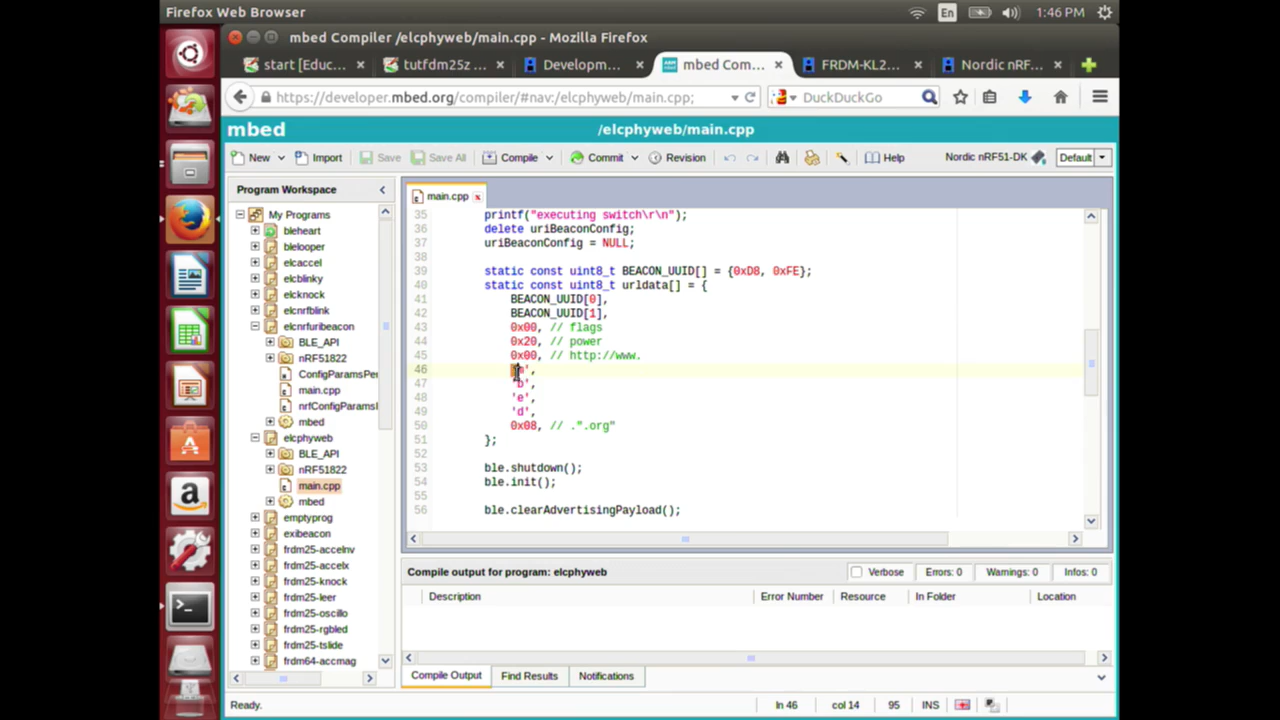 Firefox Web Browser
En
1:46 PM
mbed Compiler /elcphyweb/main.cpp - Mozilla Firefox
start [Educ...
tutfdm25z ...
Developm...
mbed Com...
FRDM-KL2...
Nordic nRF...
https://developer.mbed.org/compiler/#nav:/elcphyweb/main.cpp;
DuckDuckGo
mbed
/elcphyweb/main.cpp
New
Import
Save
Save All
Compile
Commit
Revision
Help
Nordic nRF51-DK
Default
Program Workspace
My Programs
bleheart
blelooper
elcaccel
elcblinky
elcknock
elcnrfblink
elcnrfuribeacon
BLE_API
nRF51822
ConfigParamsPer
main.cpp
nrfConfigParamsI
mbed
elcphyweb
BLE_API
nRF51822
main.cpp
mbed
emptyprog
exibeacon
frdm25-accelnv
frdm25-accelx
frdm25-knock
frdm25-leer
frdm25-oscillo
frdm25-rgbled
frdm25-tslide
frdm64-accmag
main.cpp
35 printf("executing switch\r\n");
36 delete uriBeaconConfig;
37 uriBeaconConfig = NULL;
38
39 static const uint8_t BEACON_UUID[] = {0xD8, 0xFE};
40 static const uint8_t urldata[] = {
41 BEACON_UUID[0],
42 BEACON_UUID[1],
43 0x00, // flags
44 0x20, // power
45 0x00, // http://www.
46 'm',
47 'b',
48 'e',
49 'd',
50 0x08, // .".org"
51 };
52
53 ble.shutdown();
54 ble.init();
55
56 ble.clearAdvertisingPayload();
Compile output for program: elcphyweb
Verbose
Errors: 0
Warnings: 0
Infos: 0
Description
Error Number
Resource
In Folder
Location
Compile Output
Find Results
Notifications
Ready.
ln 46
col 14
95
INS